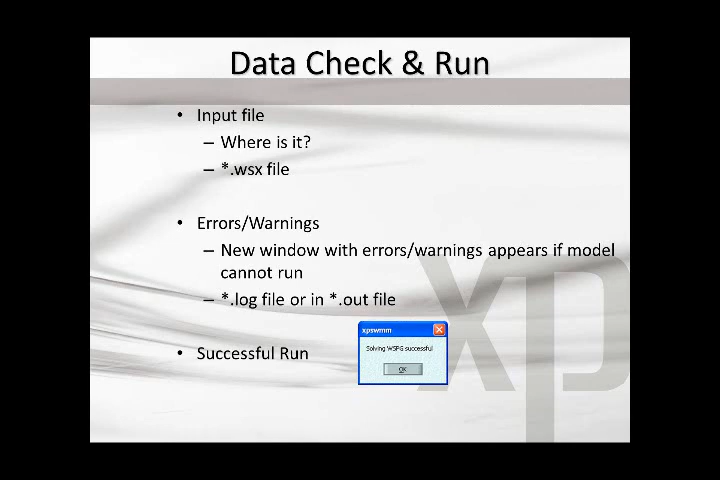 Data Check & Run
• Input file
– Where is it?
– *.wsx file
• Errors/Warnings
– New window with errors/warnings appears if model
cannot run
– *.log file or in *.out file
• Successful Run
xpswmm
Solving WSPG successful
OK
xp